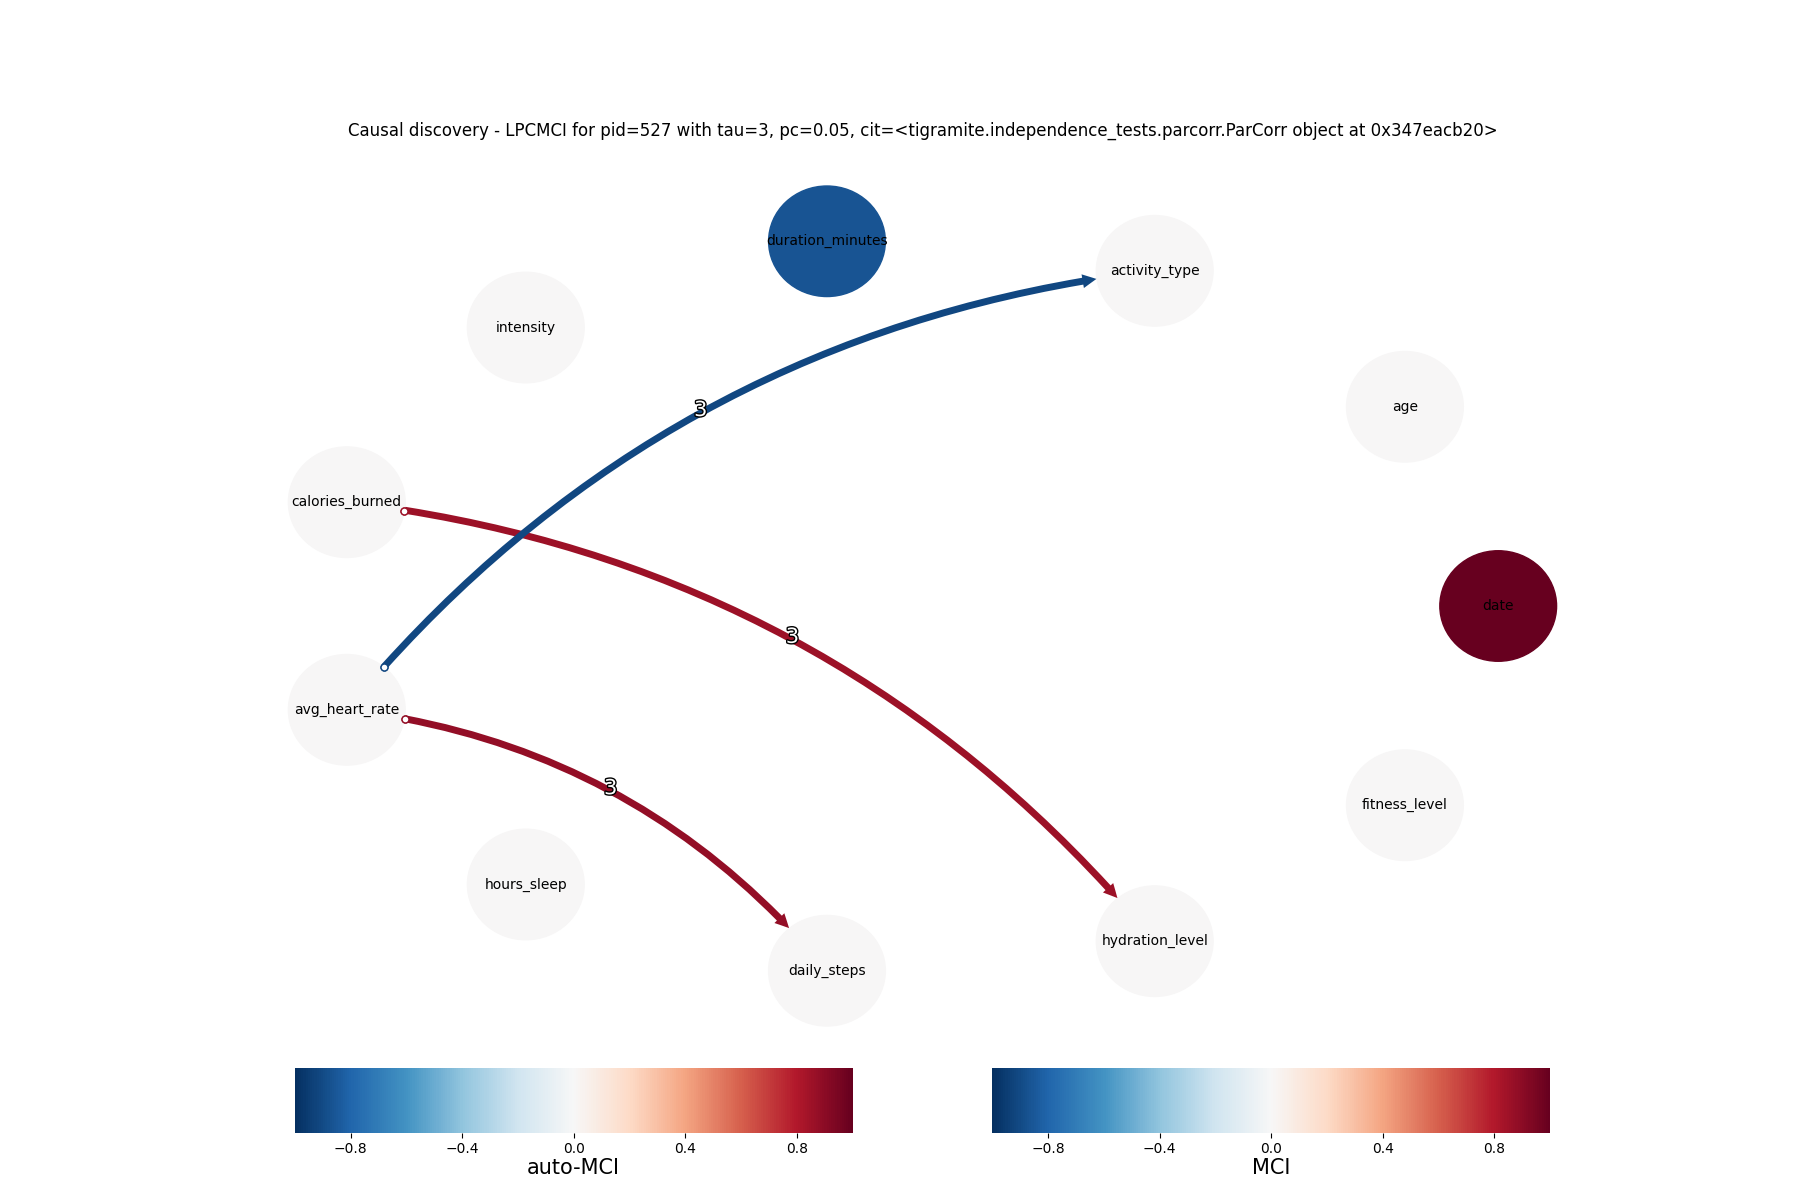 Causal discovery - LPCMCI for pid=527 with tau=3, pc=0.05, cit=<tigramite.independence_tests.parcorr.ParCorr object at 0x347eacb20>
duration_minutes
activity_type
intensity
age
3
calories_burned
date
3
avg_heart_rate
3
fitness_level
hours_sleep
hydration_level
daily_steps
−0.8 −0.4 0.0 0.4 0.8
auto-MCI
−0.8 −0.4 0.0 0.4 0.8
MCI